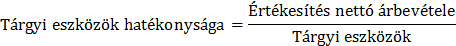 Tárgyi eszközök hatékonysága = Értékesítés nettó árbevétele
Tárgyi eszközök